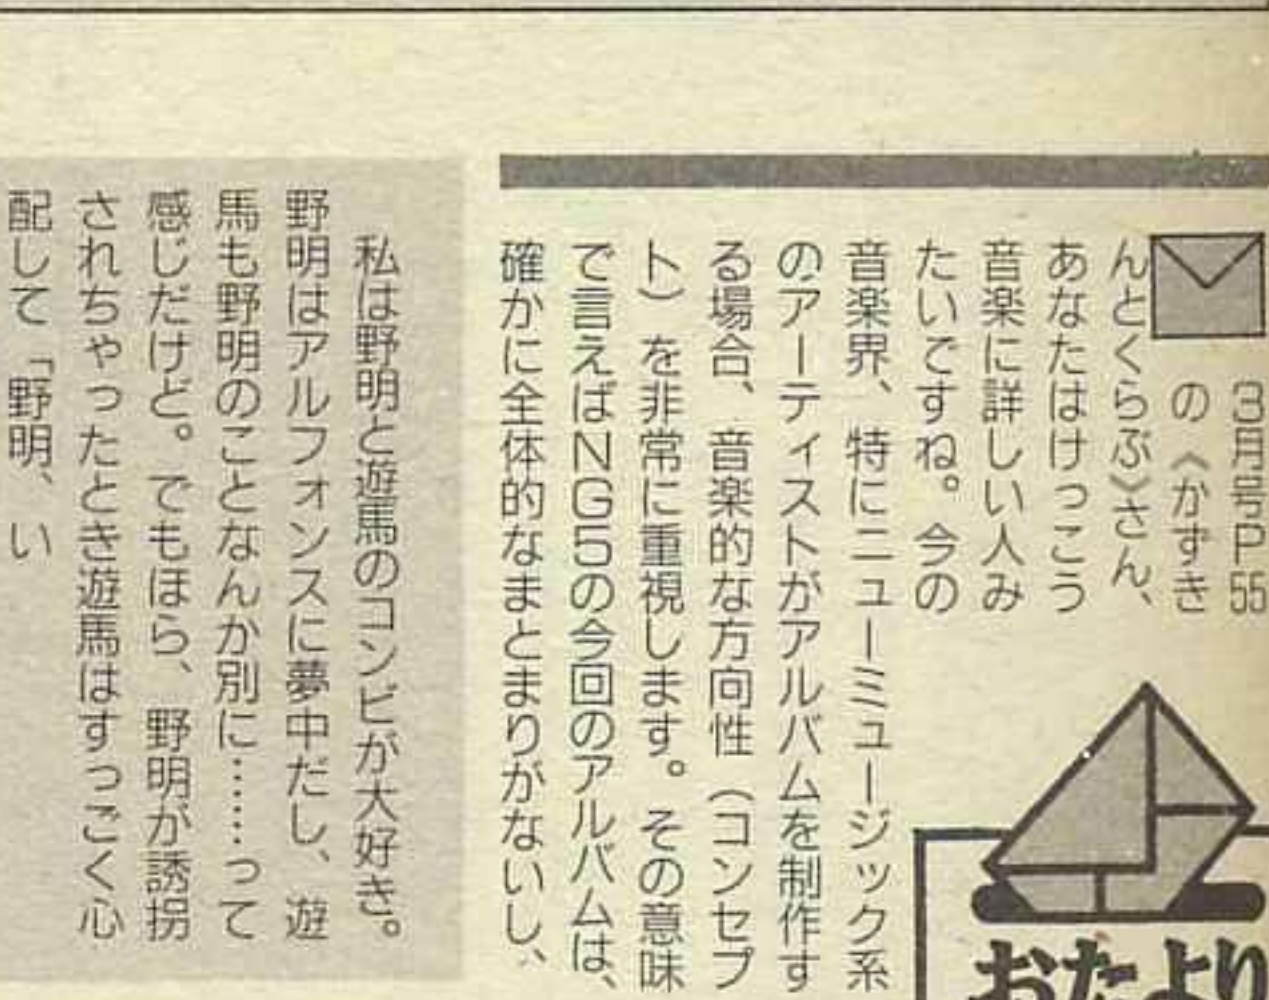 3月号P55
の《かずき
んとくらぶ》さん、
あなたはけっこう
音楽に詳しい人み
たいですね。今の
音楽界、特にニューミュージック系
のアーティストがアルバムを制作す
る場合、音楽的な方向性（コンセプ
ト）を非常に重視します。その意味
で言えばNG5の今回のアルバムは、
確かに全体的なまとまりがないし、
おたより
私は野明と遊馬のコンビが大好き。
野明はアルフォンスに夢中だし、遊
馬も野明のことなんか別に……って
感じだけど。でもほら、野明が誘拐
されちゃったとき遊馬はすっごく心
配して「野明、い